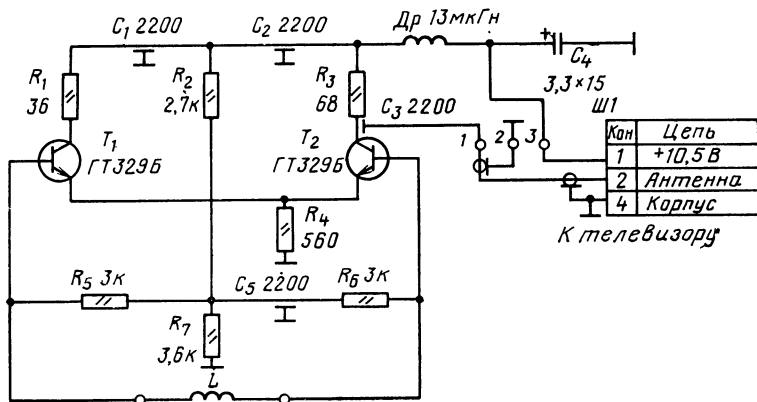 C₁ 2200
C₂ 2200
Др 13мкГн
+
C₄
3,3×15
R₁
36
R₂
2,7к
R₃
68
C₃ 2200
T₁
ГТ329Б
T₂
ГТ329Б
1
2
3
Ш1
Кон Цепь
1 +10,5В
2 Антенна
4 Корпус
К телевизору
R₄
560
R₅ 3к
C₅ 2200
R₆ 3к
R₇
3,6к
L